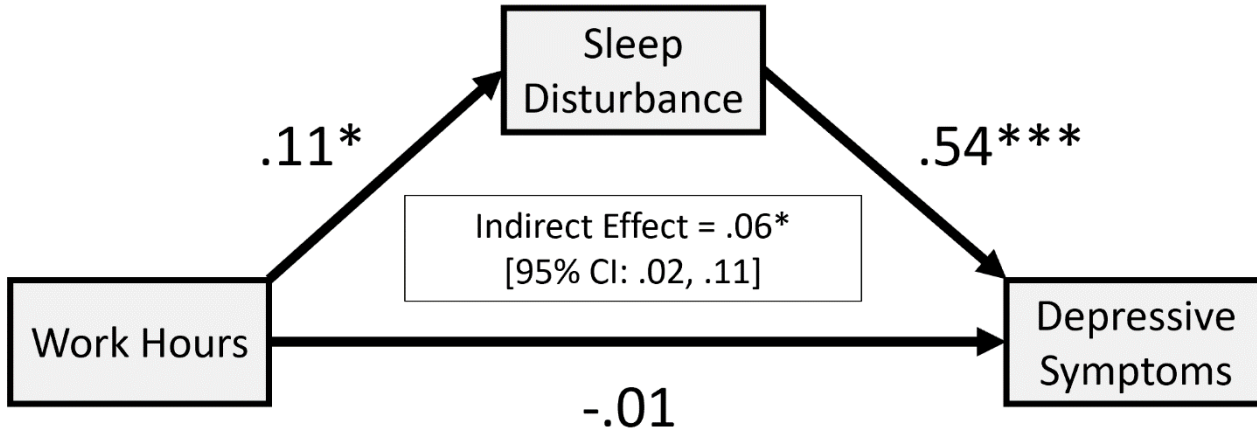 Sleep
Disturbance
.11*
.54***
Indirect Effect = .06*
[95% CI: .02, .11]
Work Hours
Depressive
Symptoms
-.01